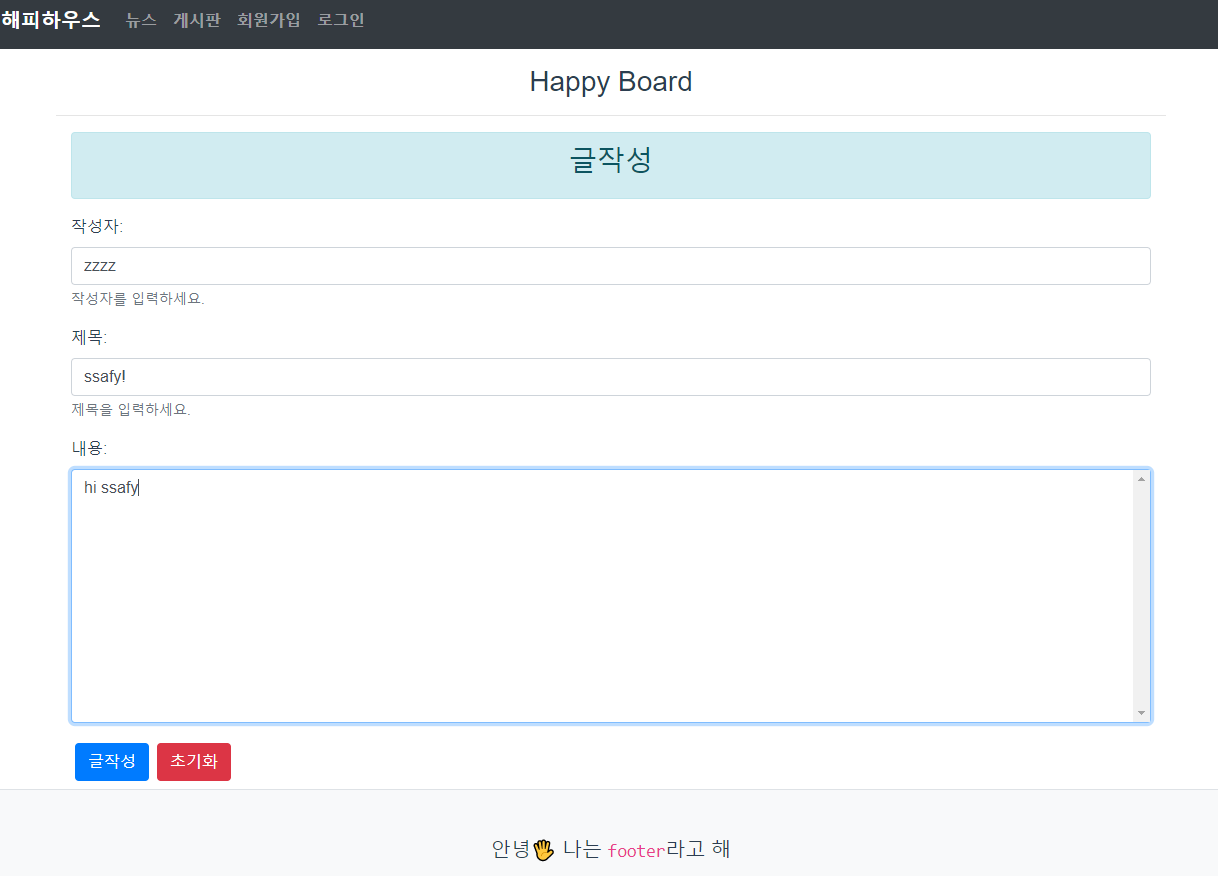 해피하우스 뉴스 게시판 회원가입 로그인
Happy Board
글작성
작성자:
zzzz
작성자를 입력하세요.
제목:
ssafy!
제목을 입력하세요.
내용:
hi ssafy
글작성 초기화
안녕🖐 나는 footer라고 해